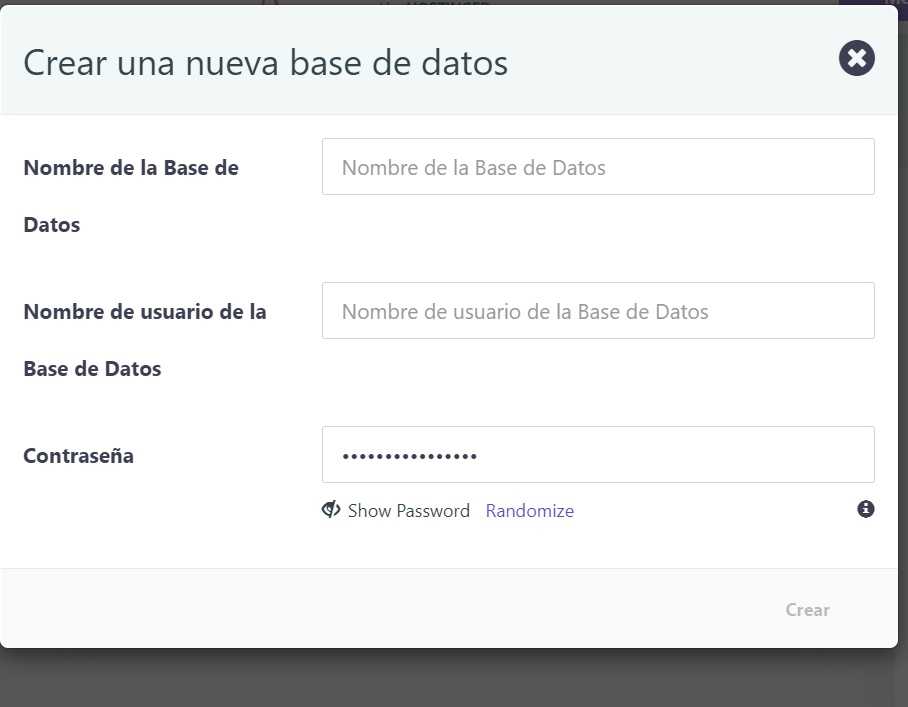 Crear una nueva base de datos
Nombre de la Base de
Datos
Nombre de la Base de Datos
Nombre de usuario de la
Base de Datos
Nombre de usuario de la Base de Datos
Contraseña
••••••••••••••••
Show Password Randomize
Crear